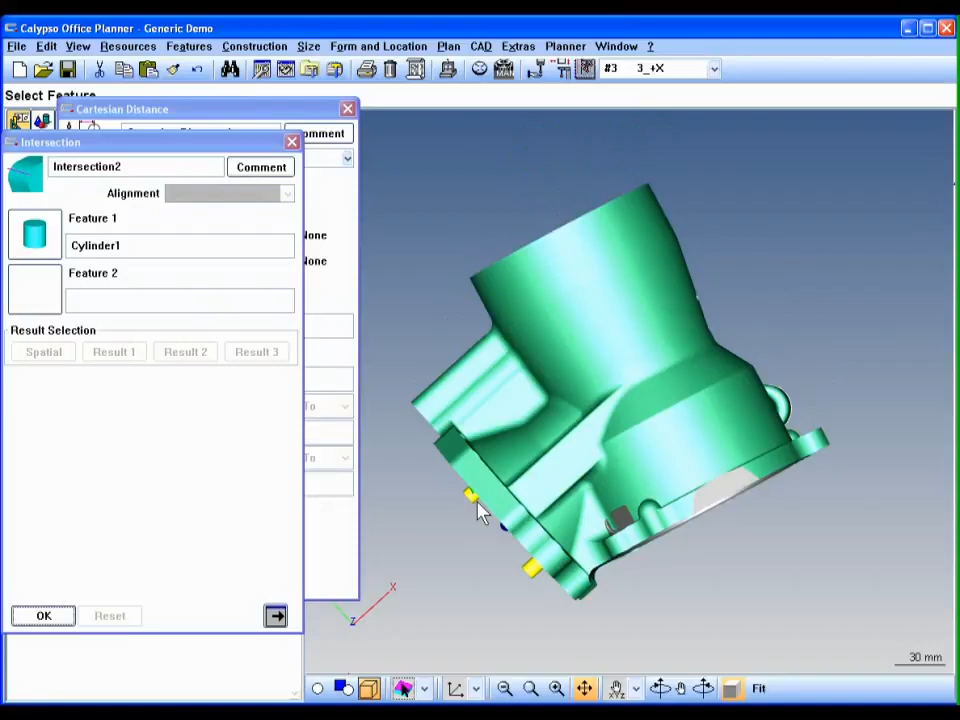 Calypso Office Planner - Generic Demo
File Edit View Resources Features Construction Size Form and Location Plan CAD Extras Planner Window ?
#3 3_+X
Select Feature
Cartesian Distance
Comment
Intersection
Intersection2
Comment
Alignment
Feature 1
None
Cylinder1
None
Feature 2
Result Selection
Spatial Result 1 Result 2 Result 3
To
To
OK Reset
X
Z
30 mm
Fit